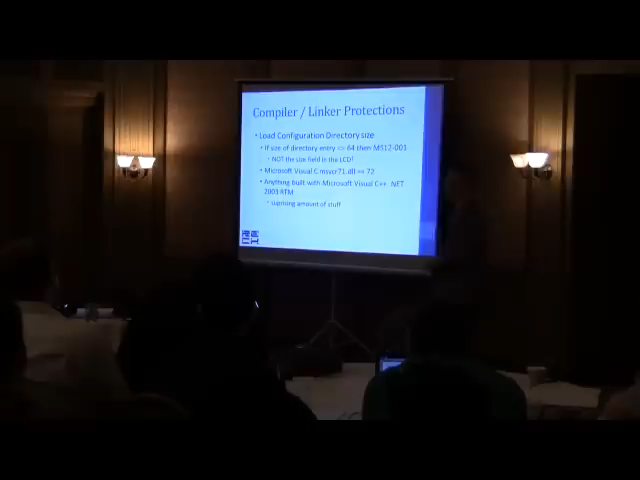 Compiler / Linker Protections
• Load Configuration Directory size
• If size of directory entry <> 64 then MS12-001
• NOT the size field in the LCD!
• Microsoft Visual C msvcr71.dll == 72
• Anything built with Microsoft Visual C++ .NET
2003 RTM
• suprising amount of stuff